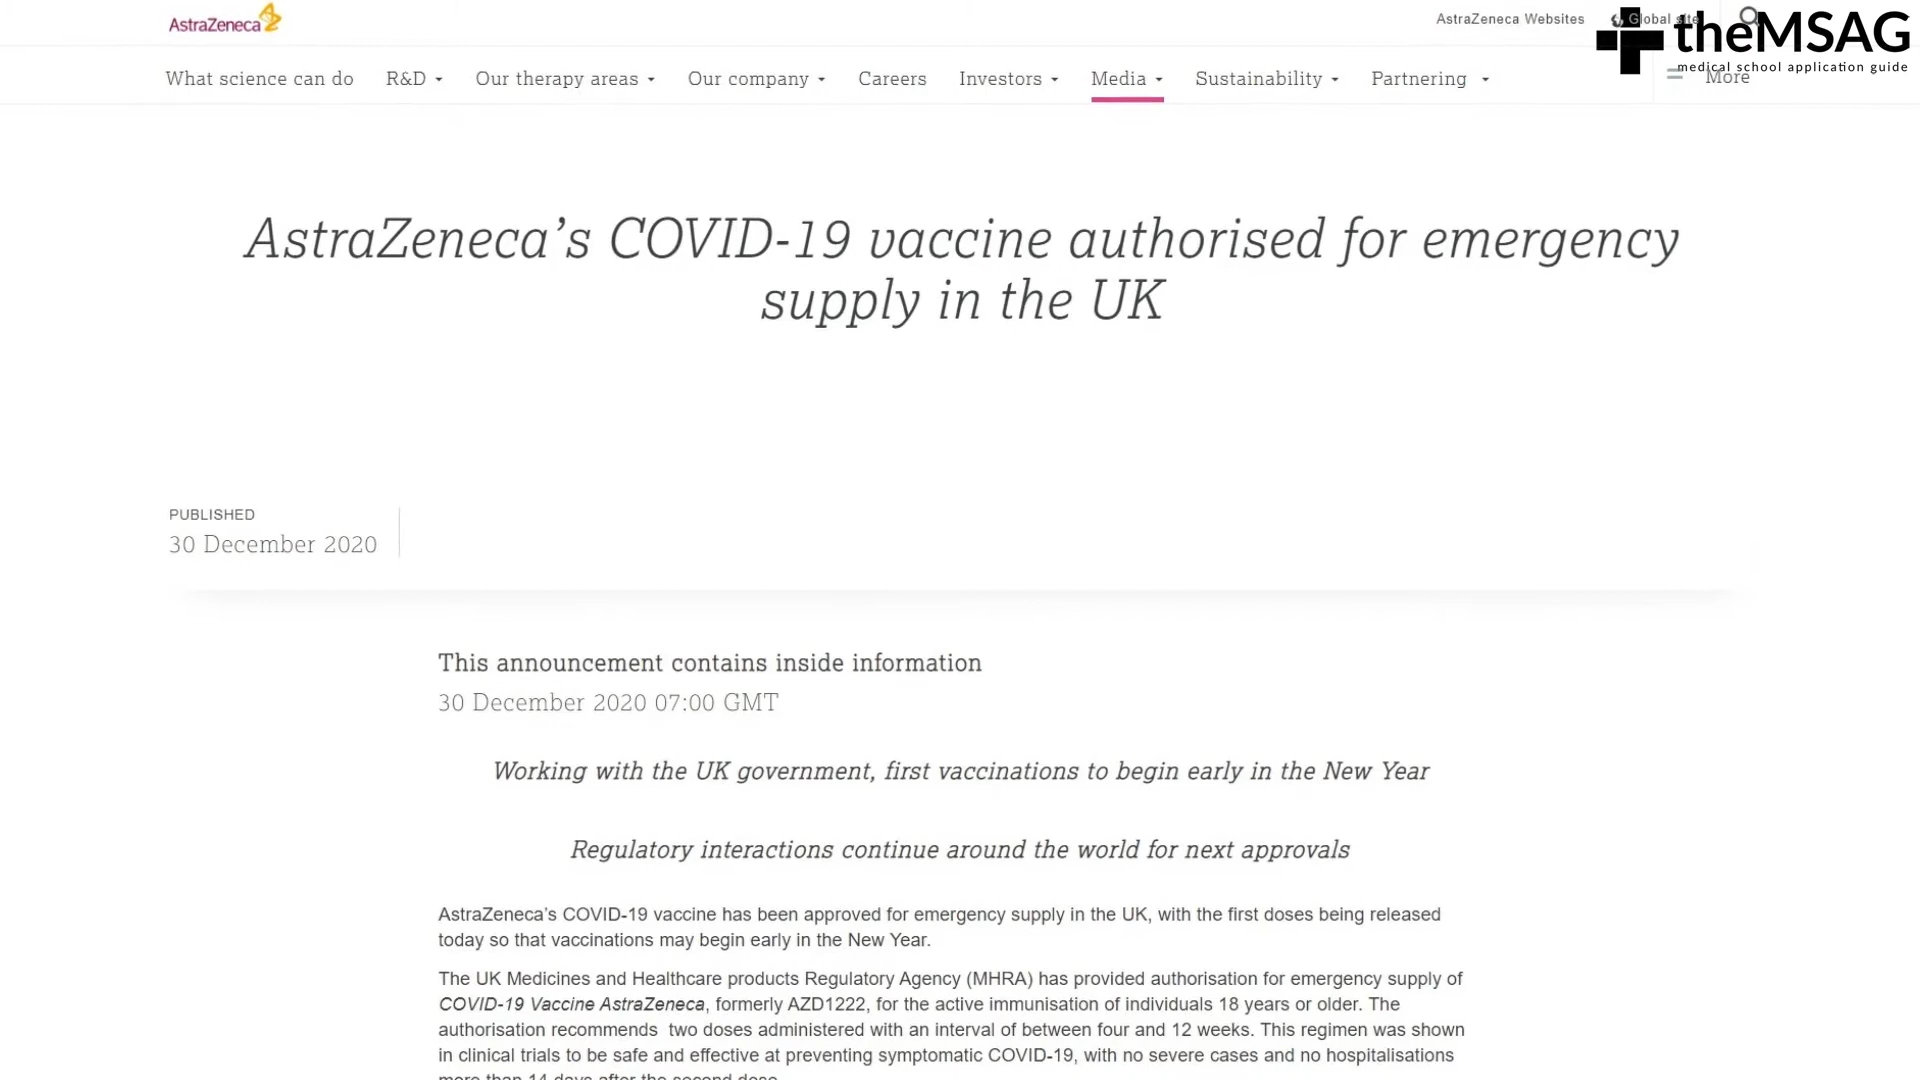 AstraZeneca
AstraZeneca Websites
Global site
theMSAG
medical school application guide
What science can do R&D Our therapy areas Our company Careers Investors Media Sustainability Partnering More
AstraZeneca’s COVID-19 vaccine authorised for emergency
supply in the UK
PUBLISHED
30 December 2020
This announcement contains inside information
30 December 2020 07:00 GMT
Working with the UK government, first vaccinations to begin early in the New Year
Regulatory interactions continue around the world for next approvals
AstraZeneca’s COVID-19 vaccine has been approved for emergency supply in the UK, with the first doses being released
today so that vaccinations may begin early in the New Year.
The UK Medicines and Healthcare products Regulatory Agency (MHRA) has provided authorisation for emergency supply of
COVID-19 Vaccine AstraZeneca, formerly AZD1222, for the active immunisation of individuals 18 years or older. The
authorisation recommends two doses administered with an interval of between four and 12 weeks. This regimen was shown
in clinical trials to be safe and effective at preventing symptomatic COVID-19, with no severe cases and no hospitalisations
more than 14 days after the second dose.